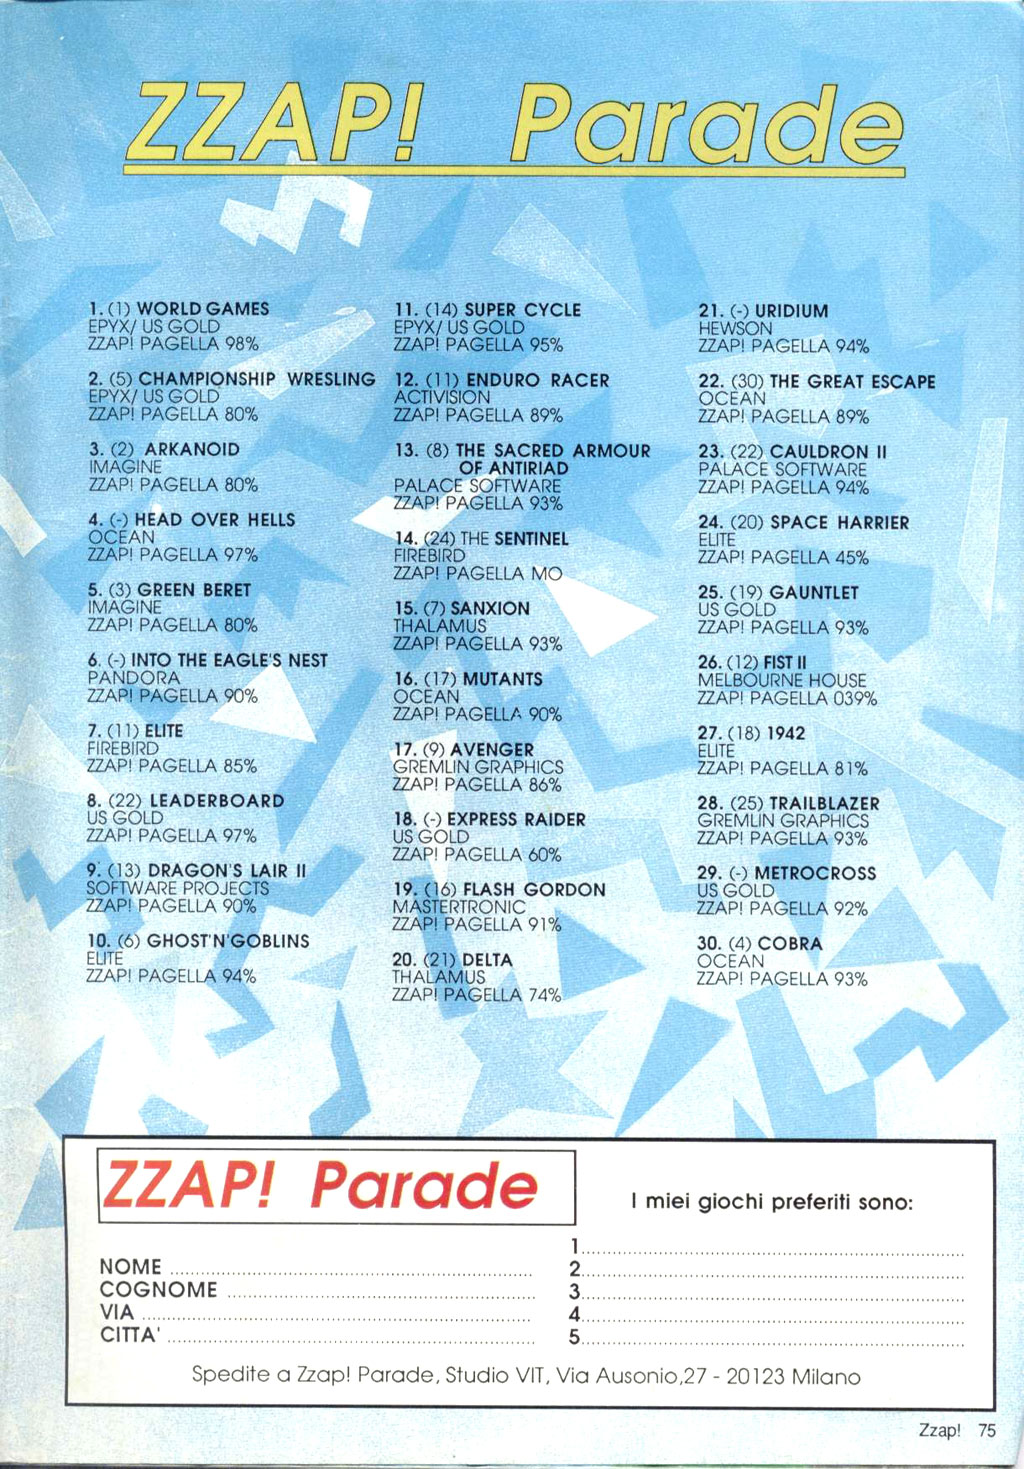 ZZAP! Parade
1. (1) WORLD GAMES
EPYX/ US GOLD
ZZAP! PAGELLA 98%
2. (5) CHAMPIONSHIP WRESLING
EPYX/ US GOLD
ZZAP! PAGELLA 80%
3. (2) ARKANOID
IMAGINE
ZZAP! PAGELLA 80%
4. (-) HEAD OVER HELLS
OCEAN
ZZAP! PAGELLA 97%
5. (3) GREEN BERET
IMAGINE
ZZAP! PAGELLA 80%
6. (-) INTO THE EAGLE'S NEST
PANDORA
ZZAP! PAGELLA 90%
7. (11) ELITE
FIREBIRD
ZZAP! PAGELLA 85%
8. (22) LEADERBOARD
US GOLD
ZZAP! PAGELLA 97%
9. (13) DRAGON'S LAIR II
SOFTWARE PROJECTS
ZZAP! PAGELLA 90%
10. (6) GHOST'N'GOBLINS
ELITE
ZZAP! PAGELLA 94%
11. (14) SUPER CYCLE
EPYX/ US GOLD
ZZAP! PAGELLA 95%
12. (11) ENDURO RACER
ACTIVISION
ZZAP! PAGELLA 89%
13. (8) THE SACRED ARMOUR
OF ANTIRIAD
PALACE SOFTWARE
ZZAP! PAGELLA 93%
14. (24) THE SENTINEL
FIREBIRD
ZZAP! PAGELLA MO
15. (7) SANXION
THALAMUS
ZZAP! PAGELLA 93%
16. (17) MUTANTS
OCEAN
ZZAP! PAGELLA 90%
17. (9) AVENGER
GREMLIN GRAPHICS
ZZAP! PAGELLA 86%
18. (-) EXPRESS RAIDER
US GOLD
ZZAP! PAGELLA 60%
19. (16) FLASH GORDON
MASTERTRONIC
ZZAP! PAGELLA 91%
20. (21) DELTA
THALAMUS
ZZAP! PAGELLA 74%
21. (-) URIDIUM
HEWSON
ZZAP! PAGELLA 94%
22. (30) THE GREAT ESCAPE
OCEAN
ZZAP! PAGELLA 89%
23. (22) CAULDRON II
PALACE SOFTWARE
ZZAP! PAGELLA 94%
24. (20) SPACE HARRIER
ELITE
ZZAP! PAGELLA 45%
25. (19) GAUNTLET
US GOLD
ZZAP! PAGELLA 93%
26. (12) FIST II
MELBOURNE HOUSE
ZZAP! PAGELLA 039%
27. (18) 1942
ELITE
ZZAP! PAGELLA 81%
28. (25) TRAILBLAZER
GREMLIN GRAPHICS
ZZAP! PAGELLA 93%
29. (-) METROCROSS
US GOLD
ZZAP! PAGELLA 92%
30. (4) COBRA
OCEAN
ZZAP! PAGELLA 93%
ZZAP! Parade
NOME
COGNOME
VIA
CITTA'
I miei giochi preferiti sono:
1
2
3
4
5
Spedite a Zzap! Parade, Studio VIT, Via Ausonio,27 - 20123 Milano
Zzap! 75